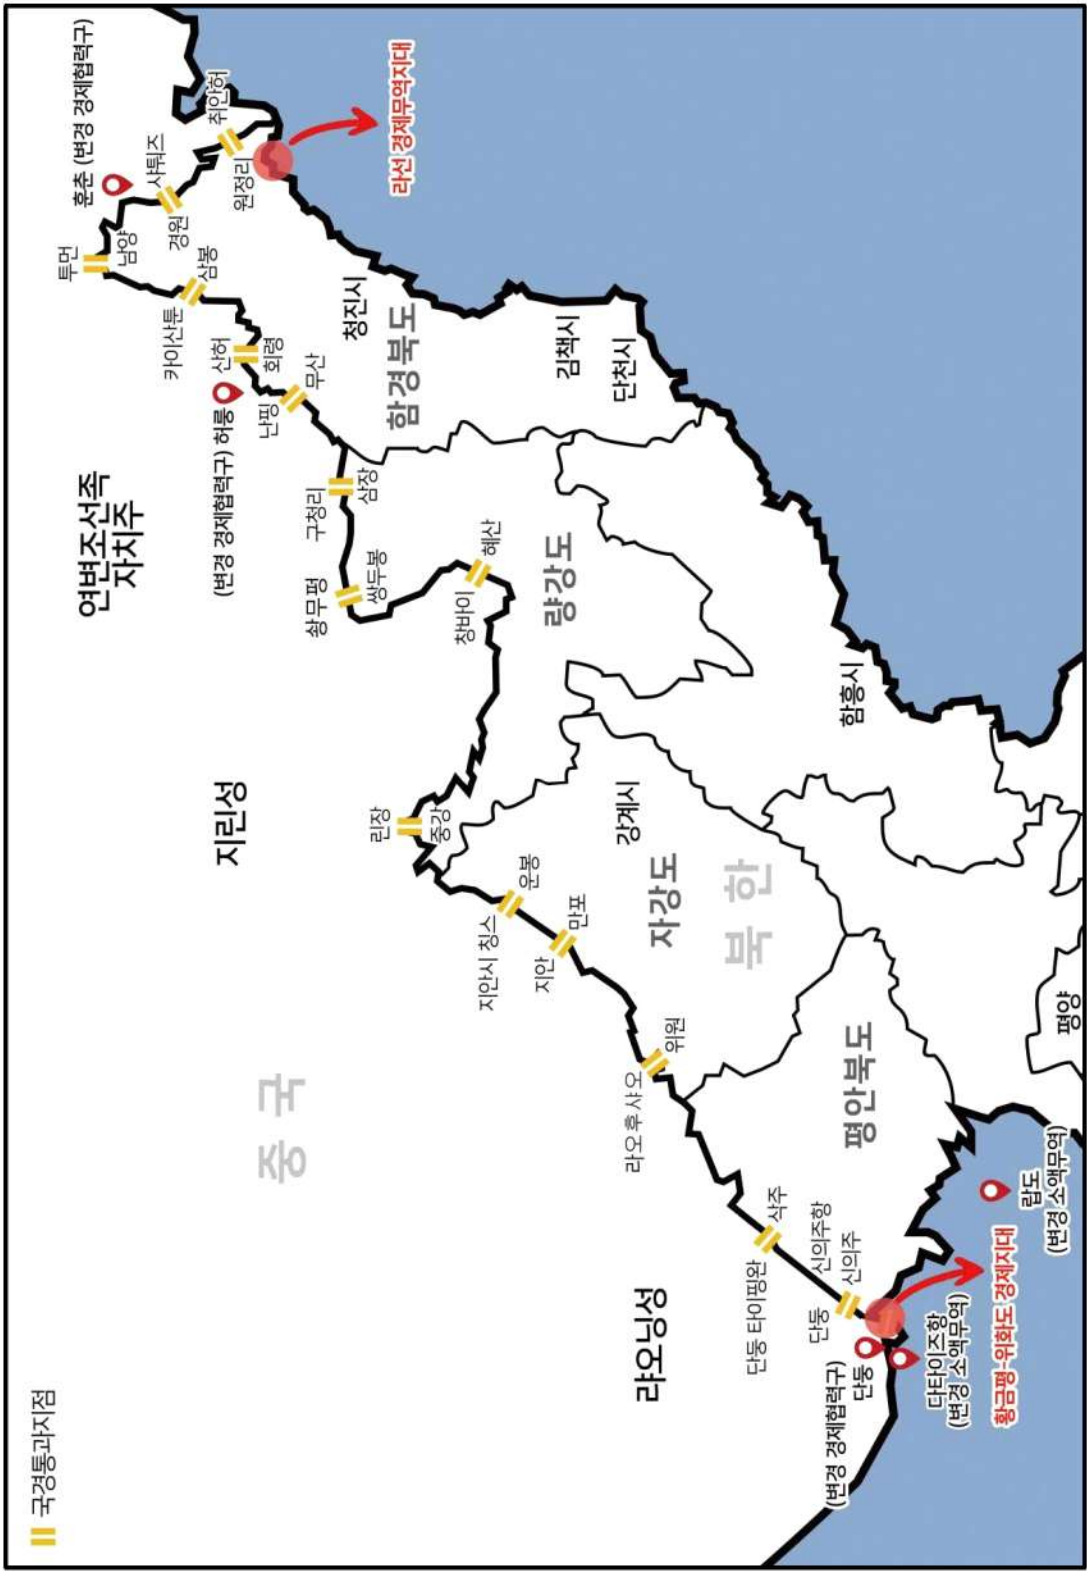 국경통과지점
중국
지린성
랴오닝성
연변조선족
자치주
북한
함경북도
량강도
자강도
평안북도
청진시
김책시
단천시
함흥시
강계시
평양
훈춘 (변경 경제협력구)
취안허
원정리
샤퉈즈
경원
투먼
남양
카이산툰
삼봉
산허
회령
(변경 경제협력구) 허룽
난핑
무산
구청리
삼장
솽무펑
쌍두봉
창바이
혜산
린장
중강
지안시 칭스
운봉
지안
만포
라오후샤오
위원
단둥 타이핑완
삭주
단둥
신의주항
신의주
(변경 경제협력구)
단둥
다타이즈항
(변경 소액무역)
황금평-위화도 경제지대
랍도
(변경 소액무역)
라선 경제무역지대